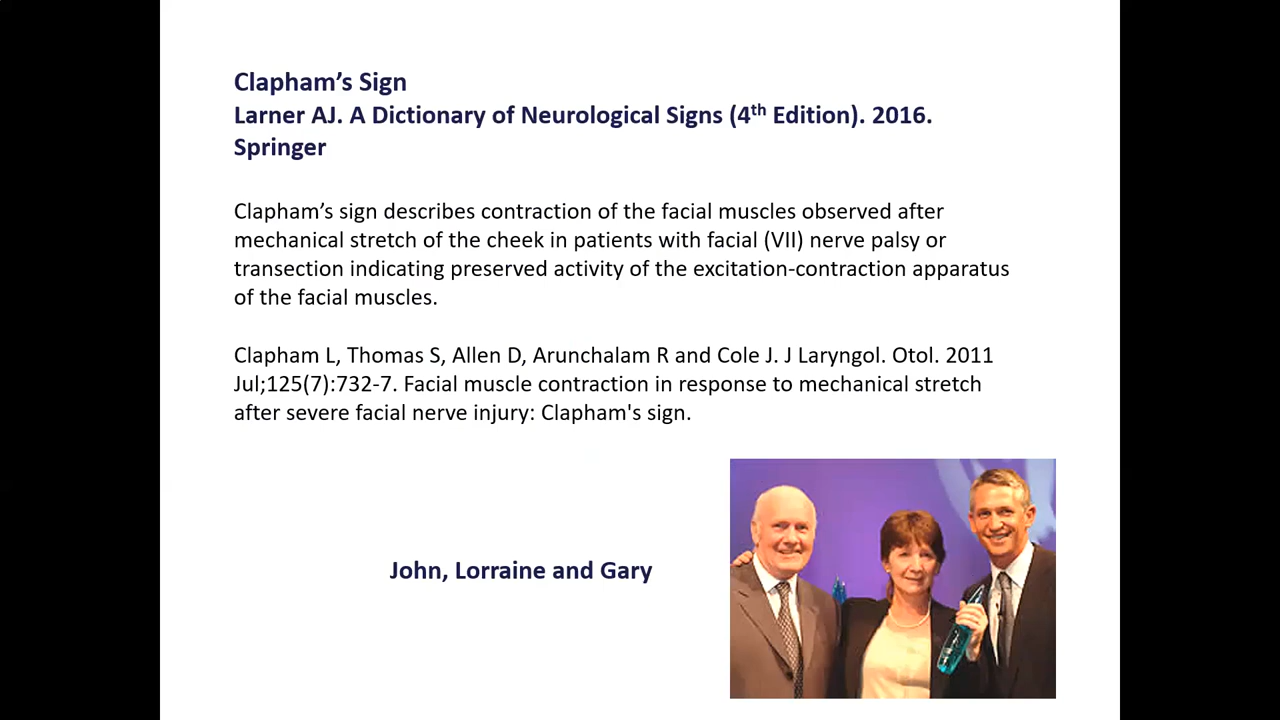 Clapham’s Sign
Larner AJ. A Dictionary of Neurological Signs (4th Edition). 2016.
Springer
Clapham’s sign describes contraction of the facial muscles observed after
mechanical stretch of the cheek in patients with facial (VII) nerve palsy or
transection indicating preserved activity of the excitation-contraction apparatus
of the facial muscles.
Clapham L, Thomas S, Allen D, Arunchalam R and Cole J. J Laryngol. Otol. 2011
Jul;125(7):732-7. Facial muscle contraction in response to mechanical stretch
after severe facial nerve injury: Clapham's sign.
John, Lorraine and Gary